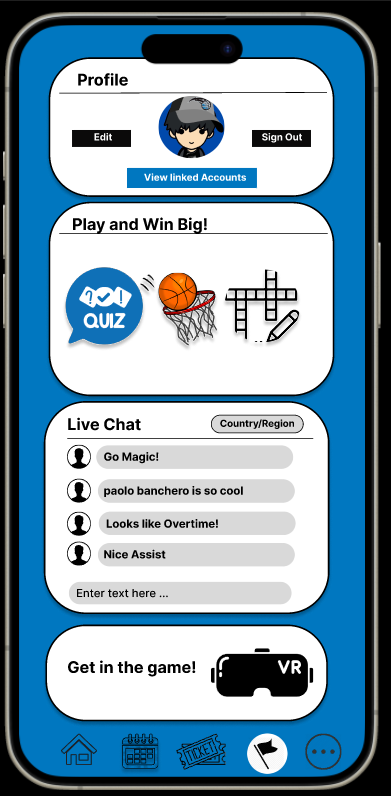 Profile
Edit
Sign Out
View linked Accounts
Play and Win Big!
? ✓ !
QUIZ
Live Chat
Country/Region
Go Magic!
paolo banchero is so cool
Looks like Overtime!
Nice Assist
Enter text here ...
Get in the game!
VR
TICKET